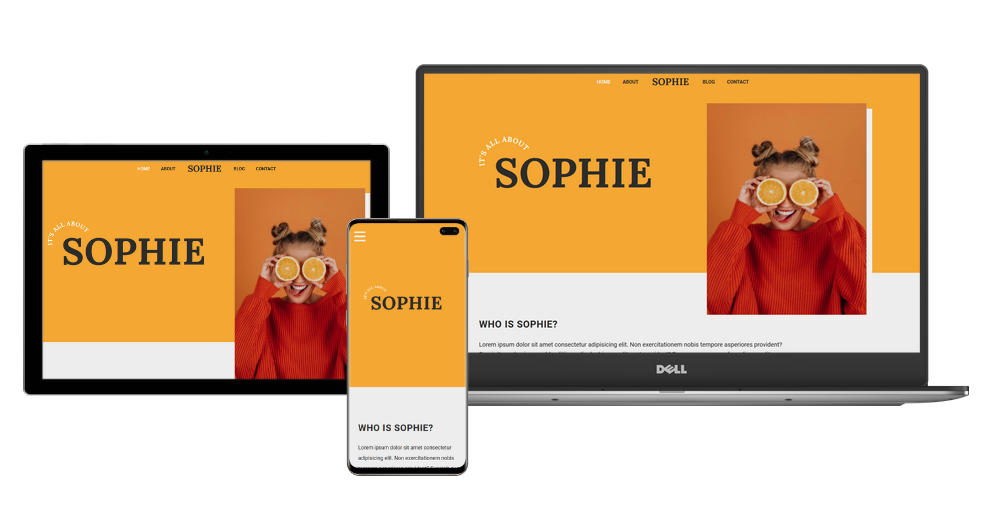 HOME ABOUT SOPHIE BLOG CONTACT
IT'S ALL ABOUT
SOPHIE
HOME ABOUT SOPHIE BLOG CONTACT
IT'S ALL ABOUT
SOPHIE
WHO IS SOPHIE?
Lorem ipsum dolor sit amet consectetur adipisicing elit. Non exercitationem nobis tempore asperiores provident?
DELL
IT'S ALL ABOUT
SOPHIE
WHO IS SOPHIE?
Lorem ipsum dolor sit amet consectetur
adipisicing elit. Non exercitationem nobis